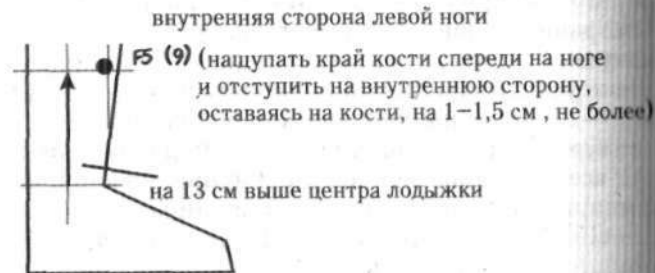 внутренняя сторона левой ноги
F5 (9) (нащупать край кости спереди на ноге
и отступить на внутреннюю сторону,
оставаясь на кости, на 1—1,5 см , не более)
на 13 см выше центра лодыжки